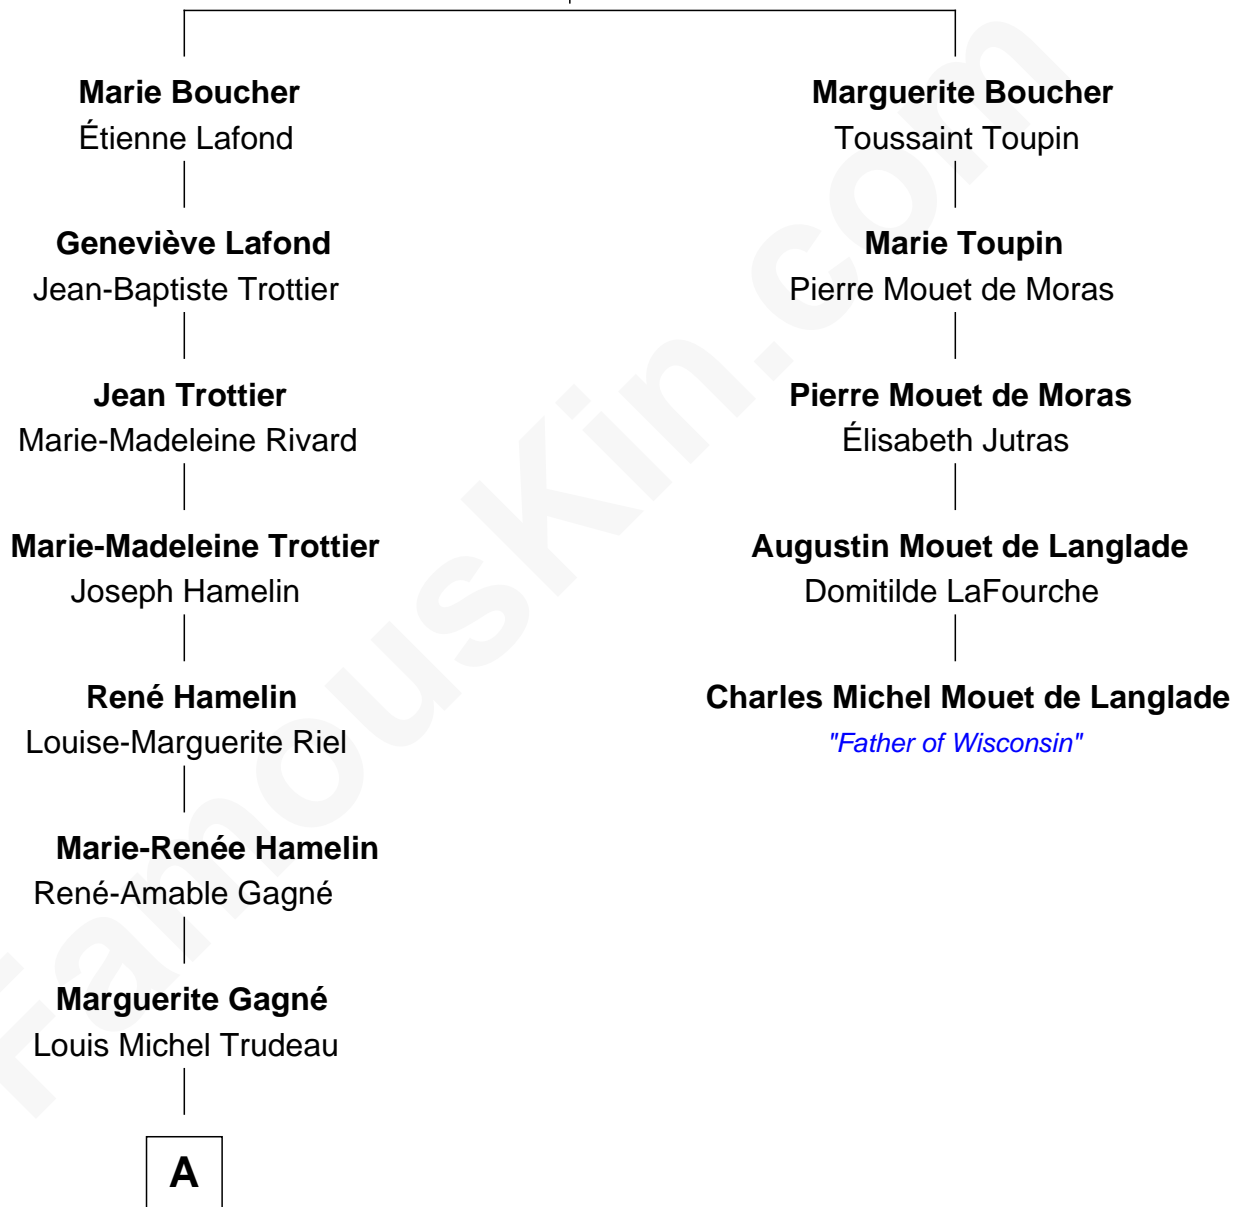 Marie Boucher
Étienne Lafond
Geneviève Lafond
Jean-Baptiste Trottier
Jean Trottier
Marie-Madeleine Rivard
Marie-Madeleine Trottier
Joseph Hamelin
René Hamelin
Louise-Marguerite Riel
Marie-Renée Hamelin
René-Amable Gagné
Marguerite Gagné
Louis Michel Trudeau
A
Marguerite Boucher
Toussaint Toupin
Marie Toupin
Pierre Mouet de Moras
Pierre Mouet de Moras
Élisabeth Jutras
Augustin Mouet de Langlade
Domitilde LaFourche
Charles Michel Mouet de Langlade
"Father of Wisconsin"
FamousKin.com